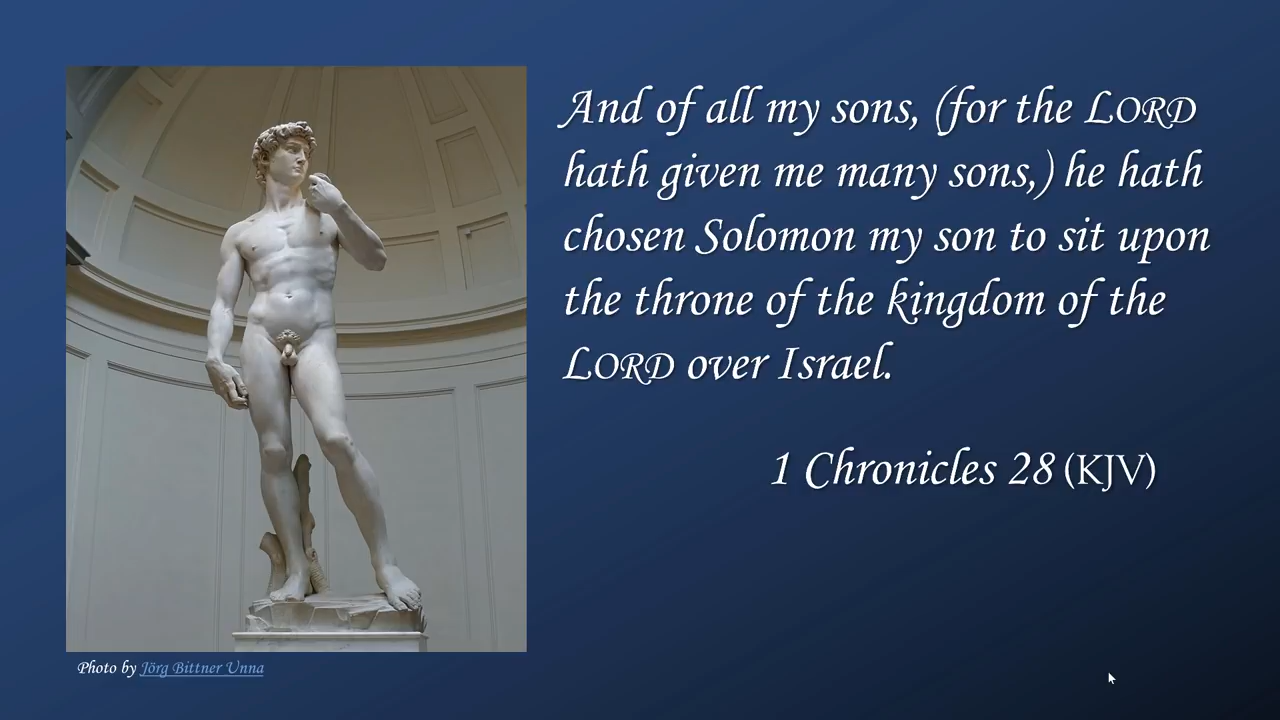 And of all my sons, (for the LORD
hath given me many sons,) he hath
chosen Solomon my son to sit upon
the throne of the kingdom of the
LORD over Israel.
1 Chronicles 28 (KJV)
Photo by Jörg Bittner Unna